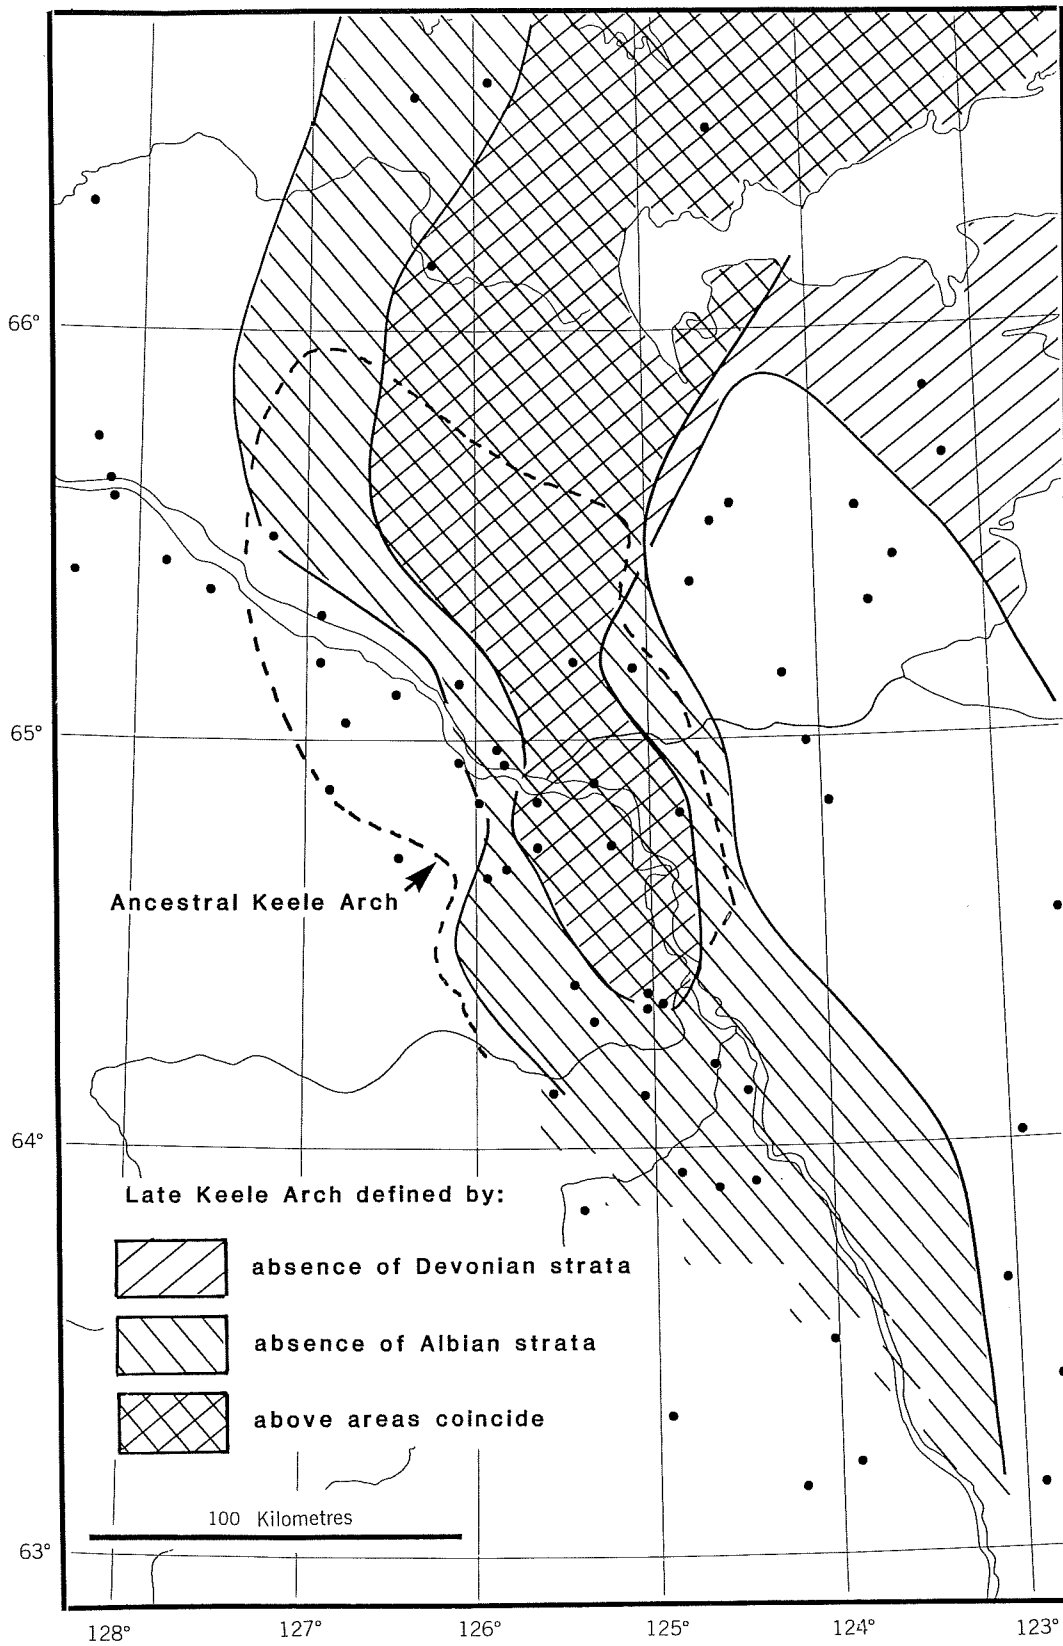 66°
65°
Ancestral Keele Arch
64°
Late Keele Arch defined by:
absence of Devonian strata
absence of Albian strata
above areas coincide
100 Kilometres
63°
128° 127° 126° 125° 124° 123°